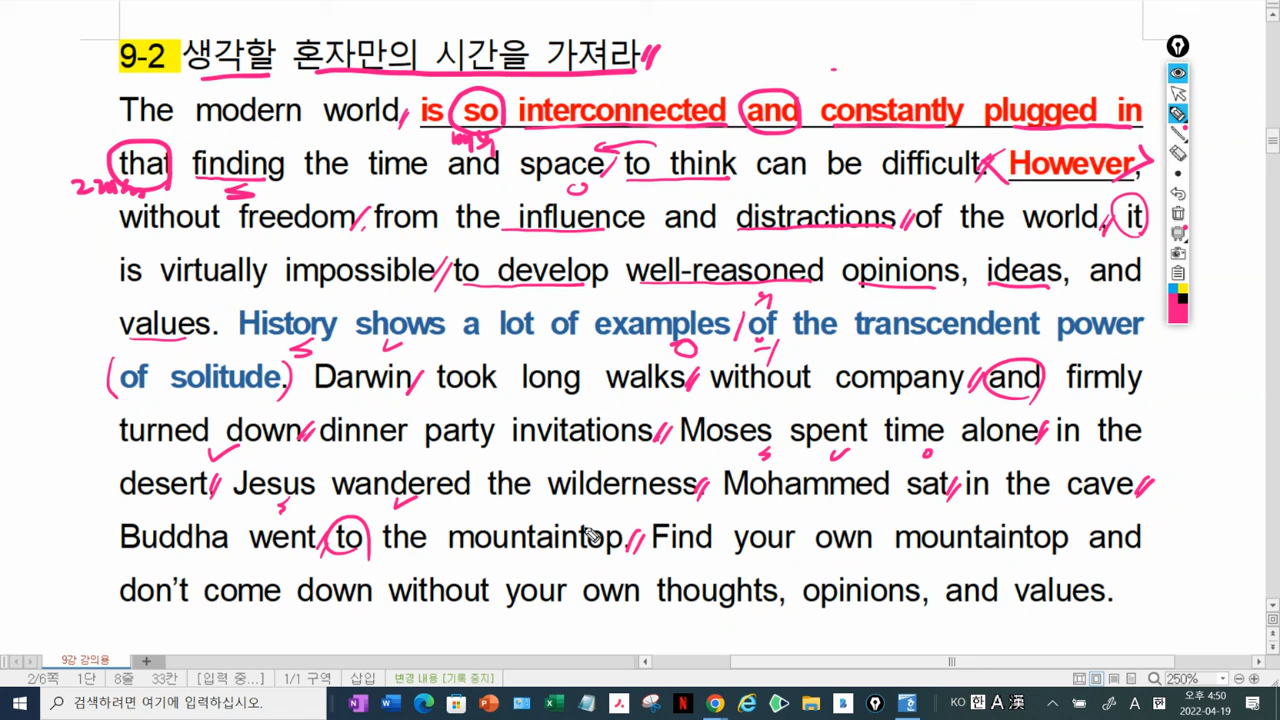 9-2 생각할 혼자만의 시간을 가져라
The modern world is so interconnected and constantly plugged in
that finding the time and space to think can be difficult. However,
without freedom from the influence and distractions of the world, it
is virtually impossible to develop well-reasoned opinions, ideas, and
values. History shows a lot of examples of the transcendent power
of solitude. Darwin took long walks without company and firmly
turned down dinner party invitations. Moses spent time alone in the
desert. Jesus wandered the wilderness. Mohammed sat in the cave.
Buddha went to the mountaintop. Find your own mountaintop and
don't come down without your own thoughts, opinions, and values.
9강 강의용
2/6쪽 1단 8줄 33칸 [입력 중...] 1/1 구역 삽입 변경 내용 [기록 중지] 250%
검색하려면 여기에 입력하십시오. KO 한 A 漢 오후 4:50
2022-04-19